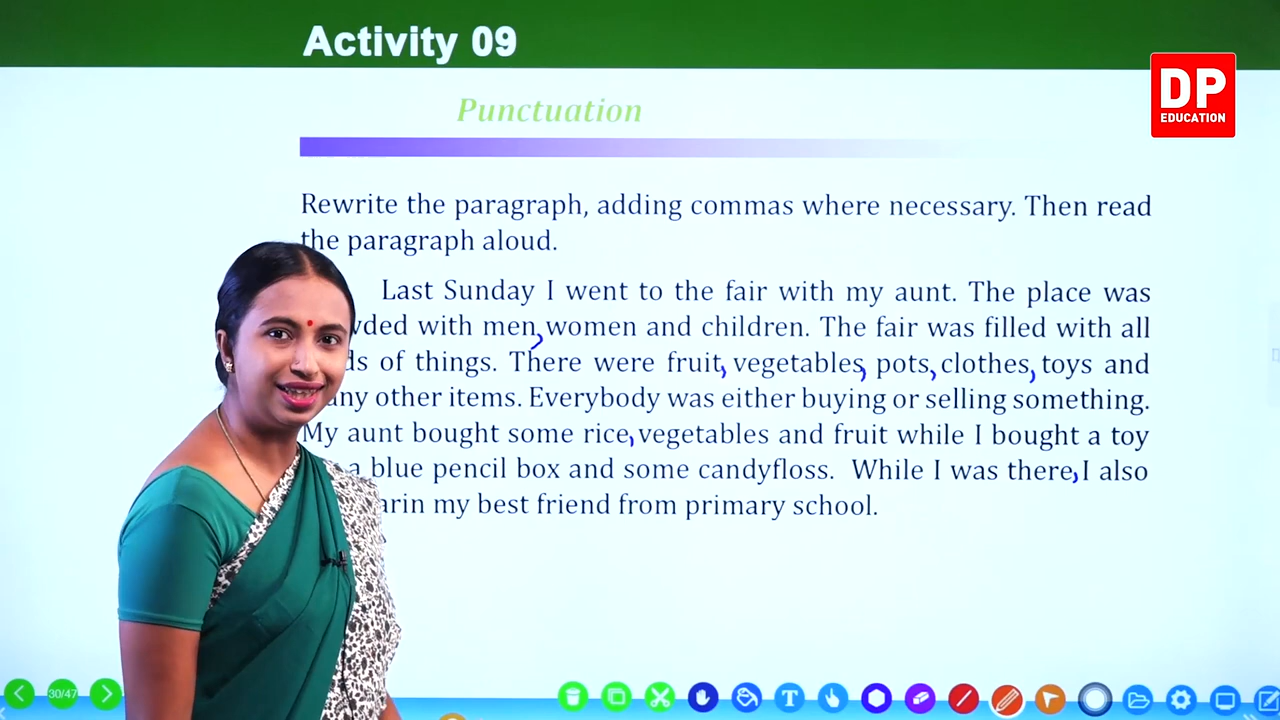 Activity 09
DP
EDUCATION
Punctuation
Rewrite the paragraph, adding commas where necessary. Then read
the paragraph aloud.
Last Sunday I went to the fair with my aunt. The place was
with men, women and children. The fair was filled with all
of things. There were fruit, vegetables, pots, clothes, toys and
other items. Everybody was either buying or selling something.
My aunt bought some rice, vegetables and fruit while I bought a toy
a blue pencil box and some candyfloss. While I was there, I also
my best friend from primary school.
30/47
T